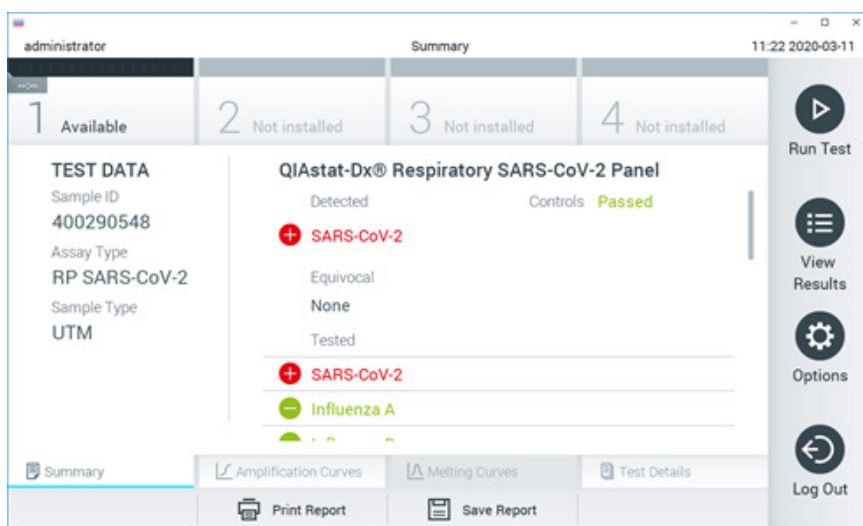 administrator Summary 11:22 2020-03-11
1 Available 2 Not installed 3 Not installed 4 Not installed
Run Test
TEST DATA
Sample ID
400290548
Assay Type
RP SARS-CoV-2
Sample Type
UTM
QIAstat-Dx® Respiratory SARS-CoV-2 Panel
Detected Controls Passed
SARS-CoV-2
Equivocal
None
Tested
SARS-CoV-2
Influenza A
View
Results
Options
Log Out
Summary Amplification Curves Melting Curves Test Details
Print Report Save Report